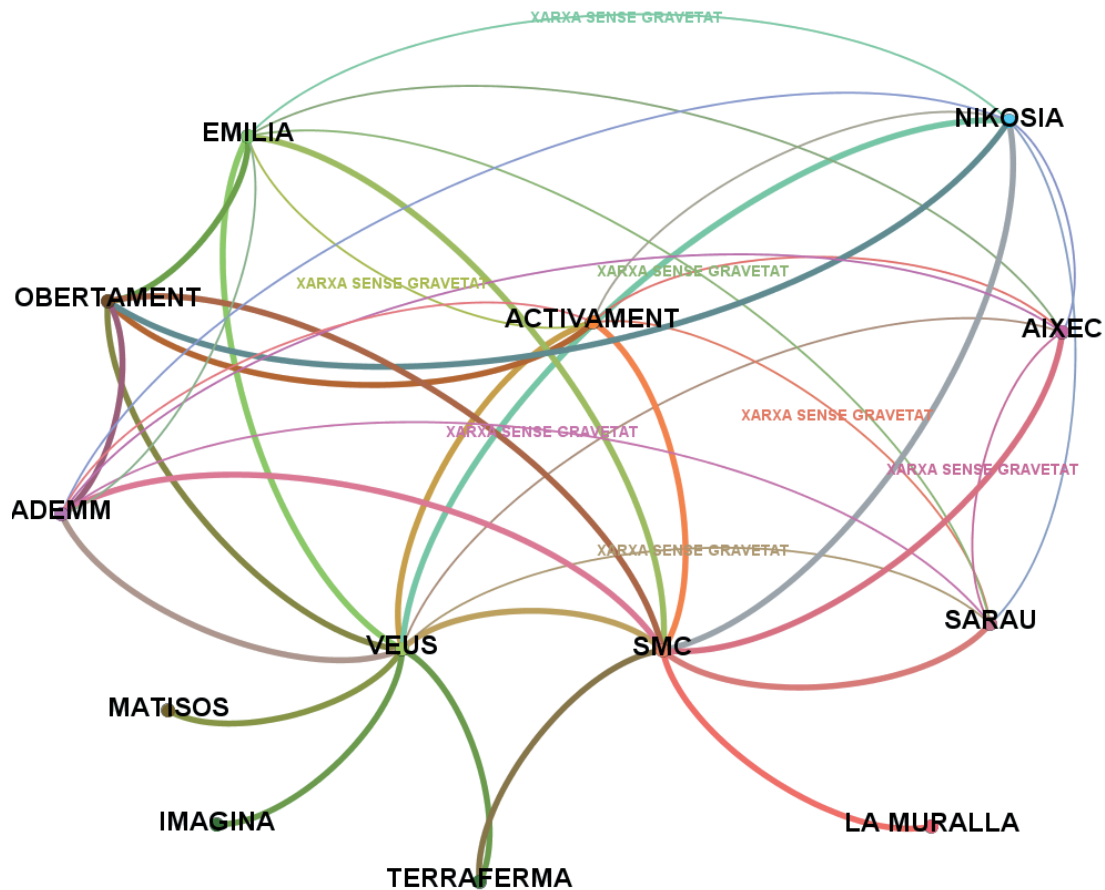 XARXA SENSE GRAVETAT
NIKOSIA
EMILIA
XARXA SENSE GRAVETAT
XARXA SENSE GRAVETAT
OBERTAMENT
ACTIVAMENT
AIXEC
XARXA SENSE GRAVETAT
XARXA SENSE GRAVETAT
XARXA SENSE GRAVETAT
ADEMM
XARXA SENSE GRAVETAT
SARAU
VEUS
SMC
MATISOS
IMAGINA
LA MURALLA
TERRAFERMA